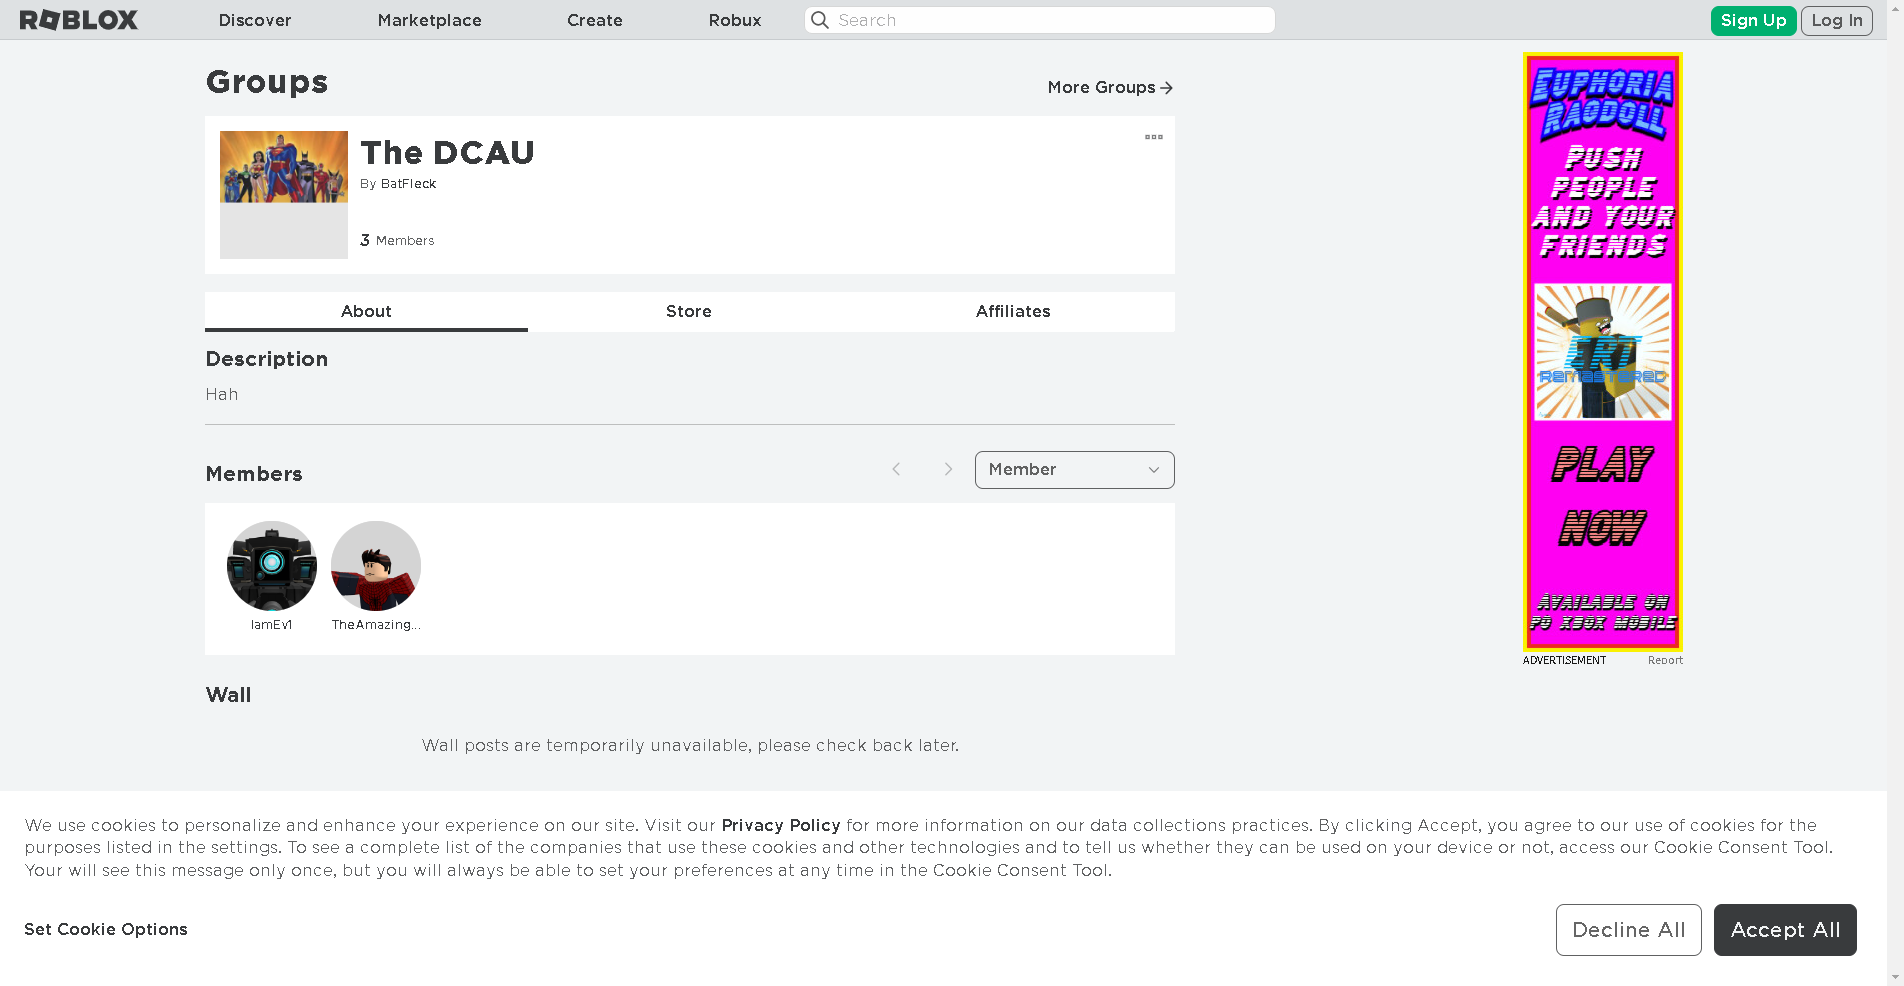 ROBLOX
Discover
Marketplace
Create
Robux
Search
Sign Up
Log In
Groups
More Groups
The DCAU
By BatFleck
3 Members
About
Store
Affiliates
Description
Hah
Members
Member
IamEv1
TheAmazing...
Wall
Wall posts are temporarily unavailable, please check back later.
EUPHORIA
RAGDOLL
PUSH
PEOPLE
AND YOUR
FRIENDS
ERT
REMASTERED
PLAY
NOW
AVAILABLE ON
PC XBOX MOBILE
ADVERTISEMENT
Report
We use cookies to personalize and enhance your experience on our site. Visit our Privacy Policy for more information on our data collections practices. By clicking Accept, you agree to our use of cookies for the
purposes listed in the settings. To see a complete list of the companies that use these cookies and other technologies and to tell us whether they can be used on your device or not, access our Cookie Consent Tool.
Your will see this message only once, but you will always be able to set your preferences at any time in the Cookie Consent Tool.
Set Cookie Options
Decline All
Accept All